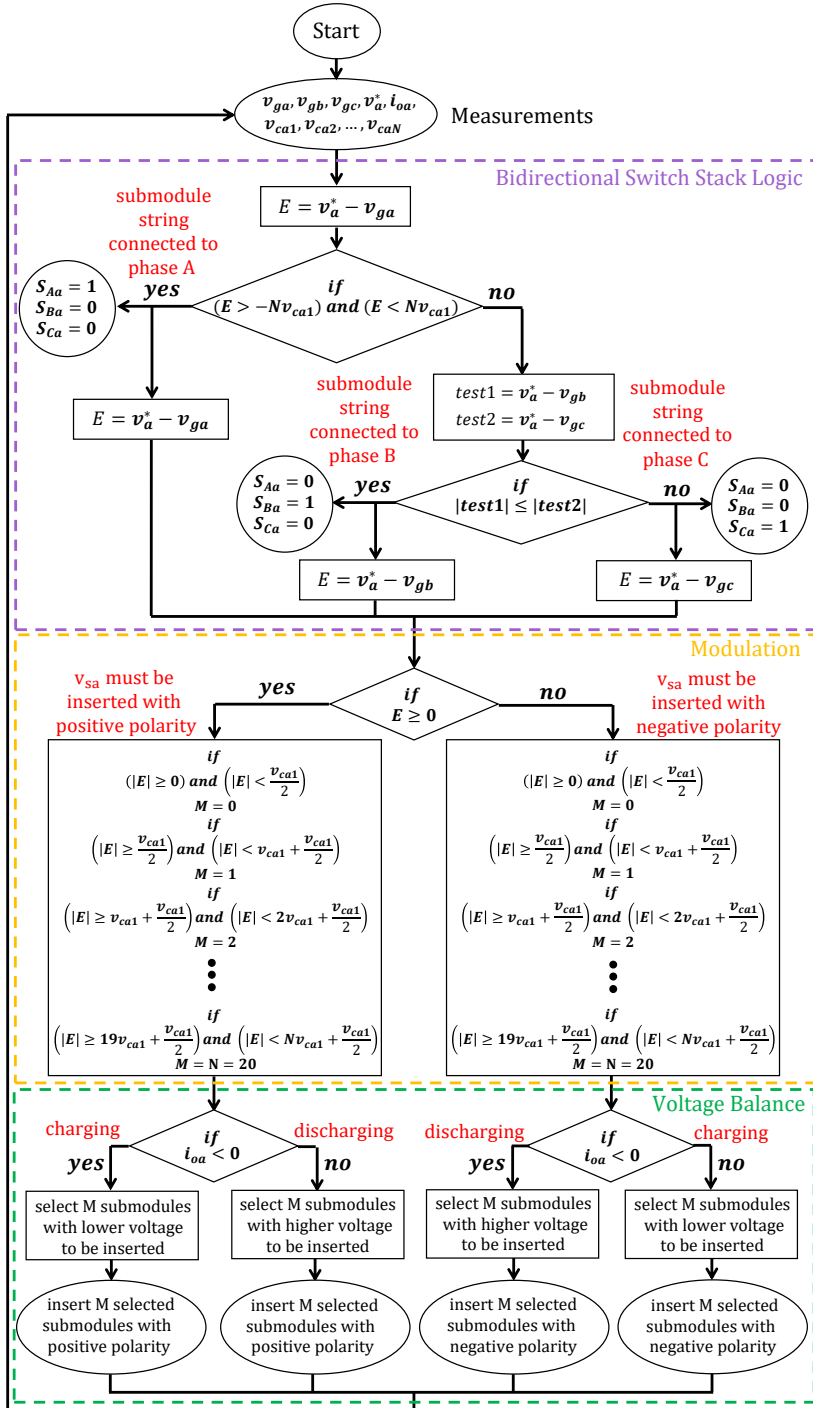 Start
v_ga, v_gb, v_gc, v_a^*, i_oa,
v_ca1, v_ca2, ..., v_caN
Measurements
Bidirectional Switch Stack Logic
E = v_a^* − v_ga
submodule
string
connected to
phase A
if
(E > −Nv_ca1) and (E < Nv_ca1)
yes
no
S_Aa = 1
S_Ba = 0
S_Ca = 0
E = v_a^* − v_ga
test1 = v_a^* − v_gb
test2 = v_a^* − v_gc
submodule
string
connected to
phase B
submodule
string
connected to
phase C
if
|test1| ≤ |test2|
yes
no
S_Aa = 0
S_Ba = 1
S_Ca = 0
S_Aa = 0
S_Ba = 0
S_Ca = 1
E = v_a^* − v_gb
E = v_a^* − v_gc
Modulation
v_sa must be
inserted with
positive polarity
yes
if
E ≥ 0
no
v_sa must be
inserted with
negative polarity
if
(|E| ≥ 0) and (|E| < v_ca1/2)
M = 0
if
(|E| ≥ v_ca1/2) and (|E| < v_ca1 + v_ca1/2)
M = 1
if
(|E| ≥ v_ca1 + v_ca1/2) and (|E| < 2v_ca1 + v_ca1/2)
M = 2
if
(|E| ≥ 19v_ca1 + v_ca1/2) and (|E| < Nv_ca1 + v_ca1/2)
M = N = 20
if
(|E| ≥ 0) and (|E| < v_ca1/2)
M = 0
if
(|E| ≥ v_ca1/2) and (|E| < v_ca1 + v_ca1/2)
M = 1
if
(|E| ≥ v_ca1 + v_ca1/2) and (|E| < 2v_ca1 + v_ca1/2)
M = 2
if
(|E| ≥ 19v_ca1 + v_ca1/2) and (|E| < Nv_ca1 + v_ca1/2)
M = N = 20
Voltage Balance
charging
yes
if
i_oa < 0
discharging
no
discharging
yes
if
i_oa < 0
charging
no
select M submodules
with lower voltage
to be inserted
select M submodules
with higher voltage
to be inserted
select M submodules
with higher voltage
to be inserted
select M submodules
with lower voltage
to be inserted
insert M selected
submodules with
positive polarity
insert M selected
submodules with
positive polarity
insert M selected
submodules with
negative polarity
insert M selected
submodules with
negative polarity